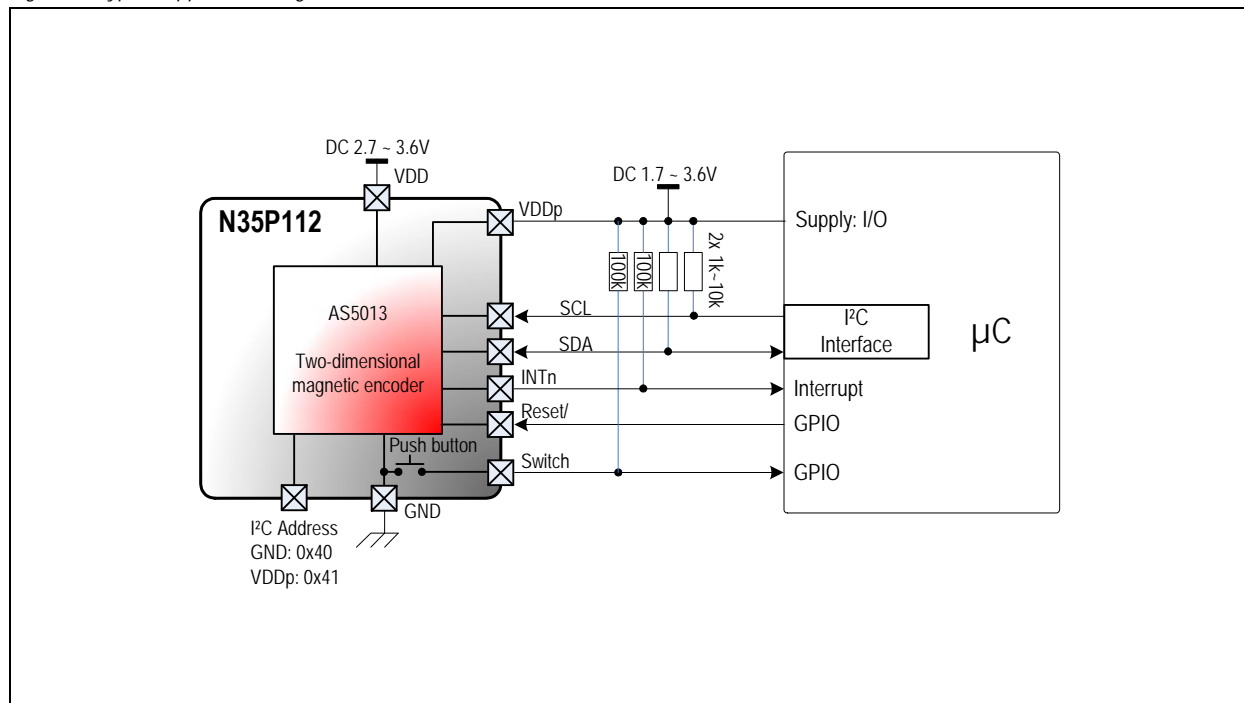 DC 2.7 ~ 3.6V
VDD
DC 1.7 ~ 3.6V
N35P112
VDDp
Supply: I/O
100k
100k
2x 1k~10k
AS5013
Two-dimensional
magnetic encoder
SCL
SDA
INTn
Reset/
Push button
Switch
I²C
Interface
µC
Interrupt
GPIO
GPIO
GND
I²C Address
GND: 0x40
VDDp: 0x41